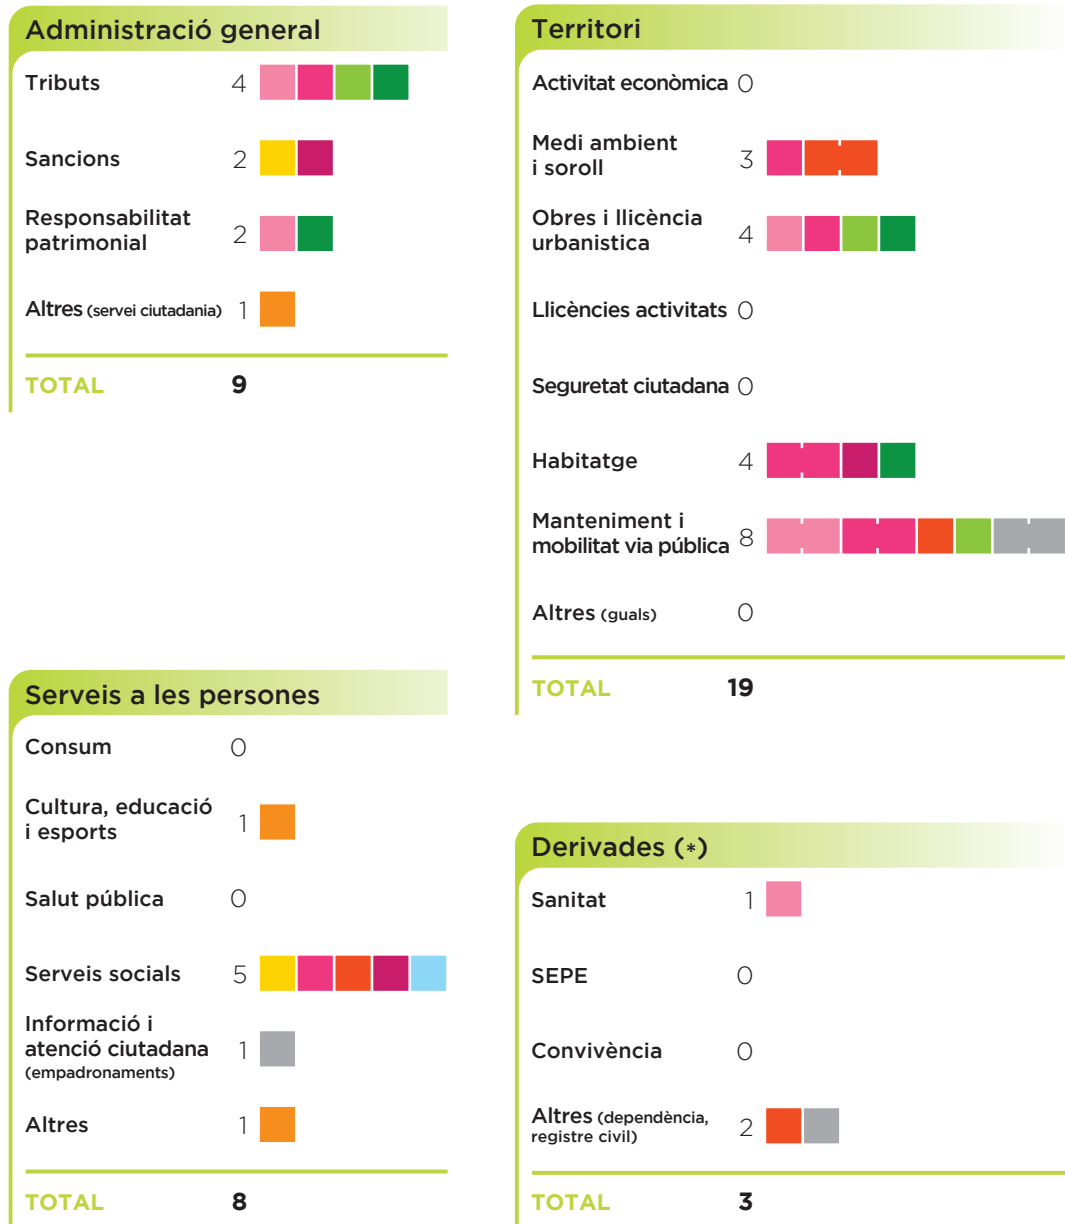 Administració general
Tributs 4
Sancions 2
Responsabilitat
patrimonial 2
Altres (servei ciutadania) 1
TOTAL 9
Territori
Activitat econòmica 0
Medi ambient
i soroll 3
Obres i llicència
urbanistica 4
Llicències activitats 0
Seguretat ciutadana 0
Habitatge 4
Manteniment i
mobilitat via pública 8
Altres (guals) 0
TOTAL 19
Serveis a les persones
Consum 0
Cultura, educació
i esports 1
Salut pública 0
Serveis socials 5
Informació i
atenció ciutadana 1
(empadronaments)
Altres 1
TOTAL 8
Derivades (*)
Sanitat 1
SEPE 0
Convivència 0
Altres (dependència,
registre civil) 2
TOTAL 3